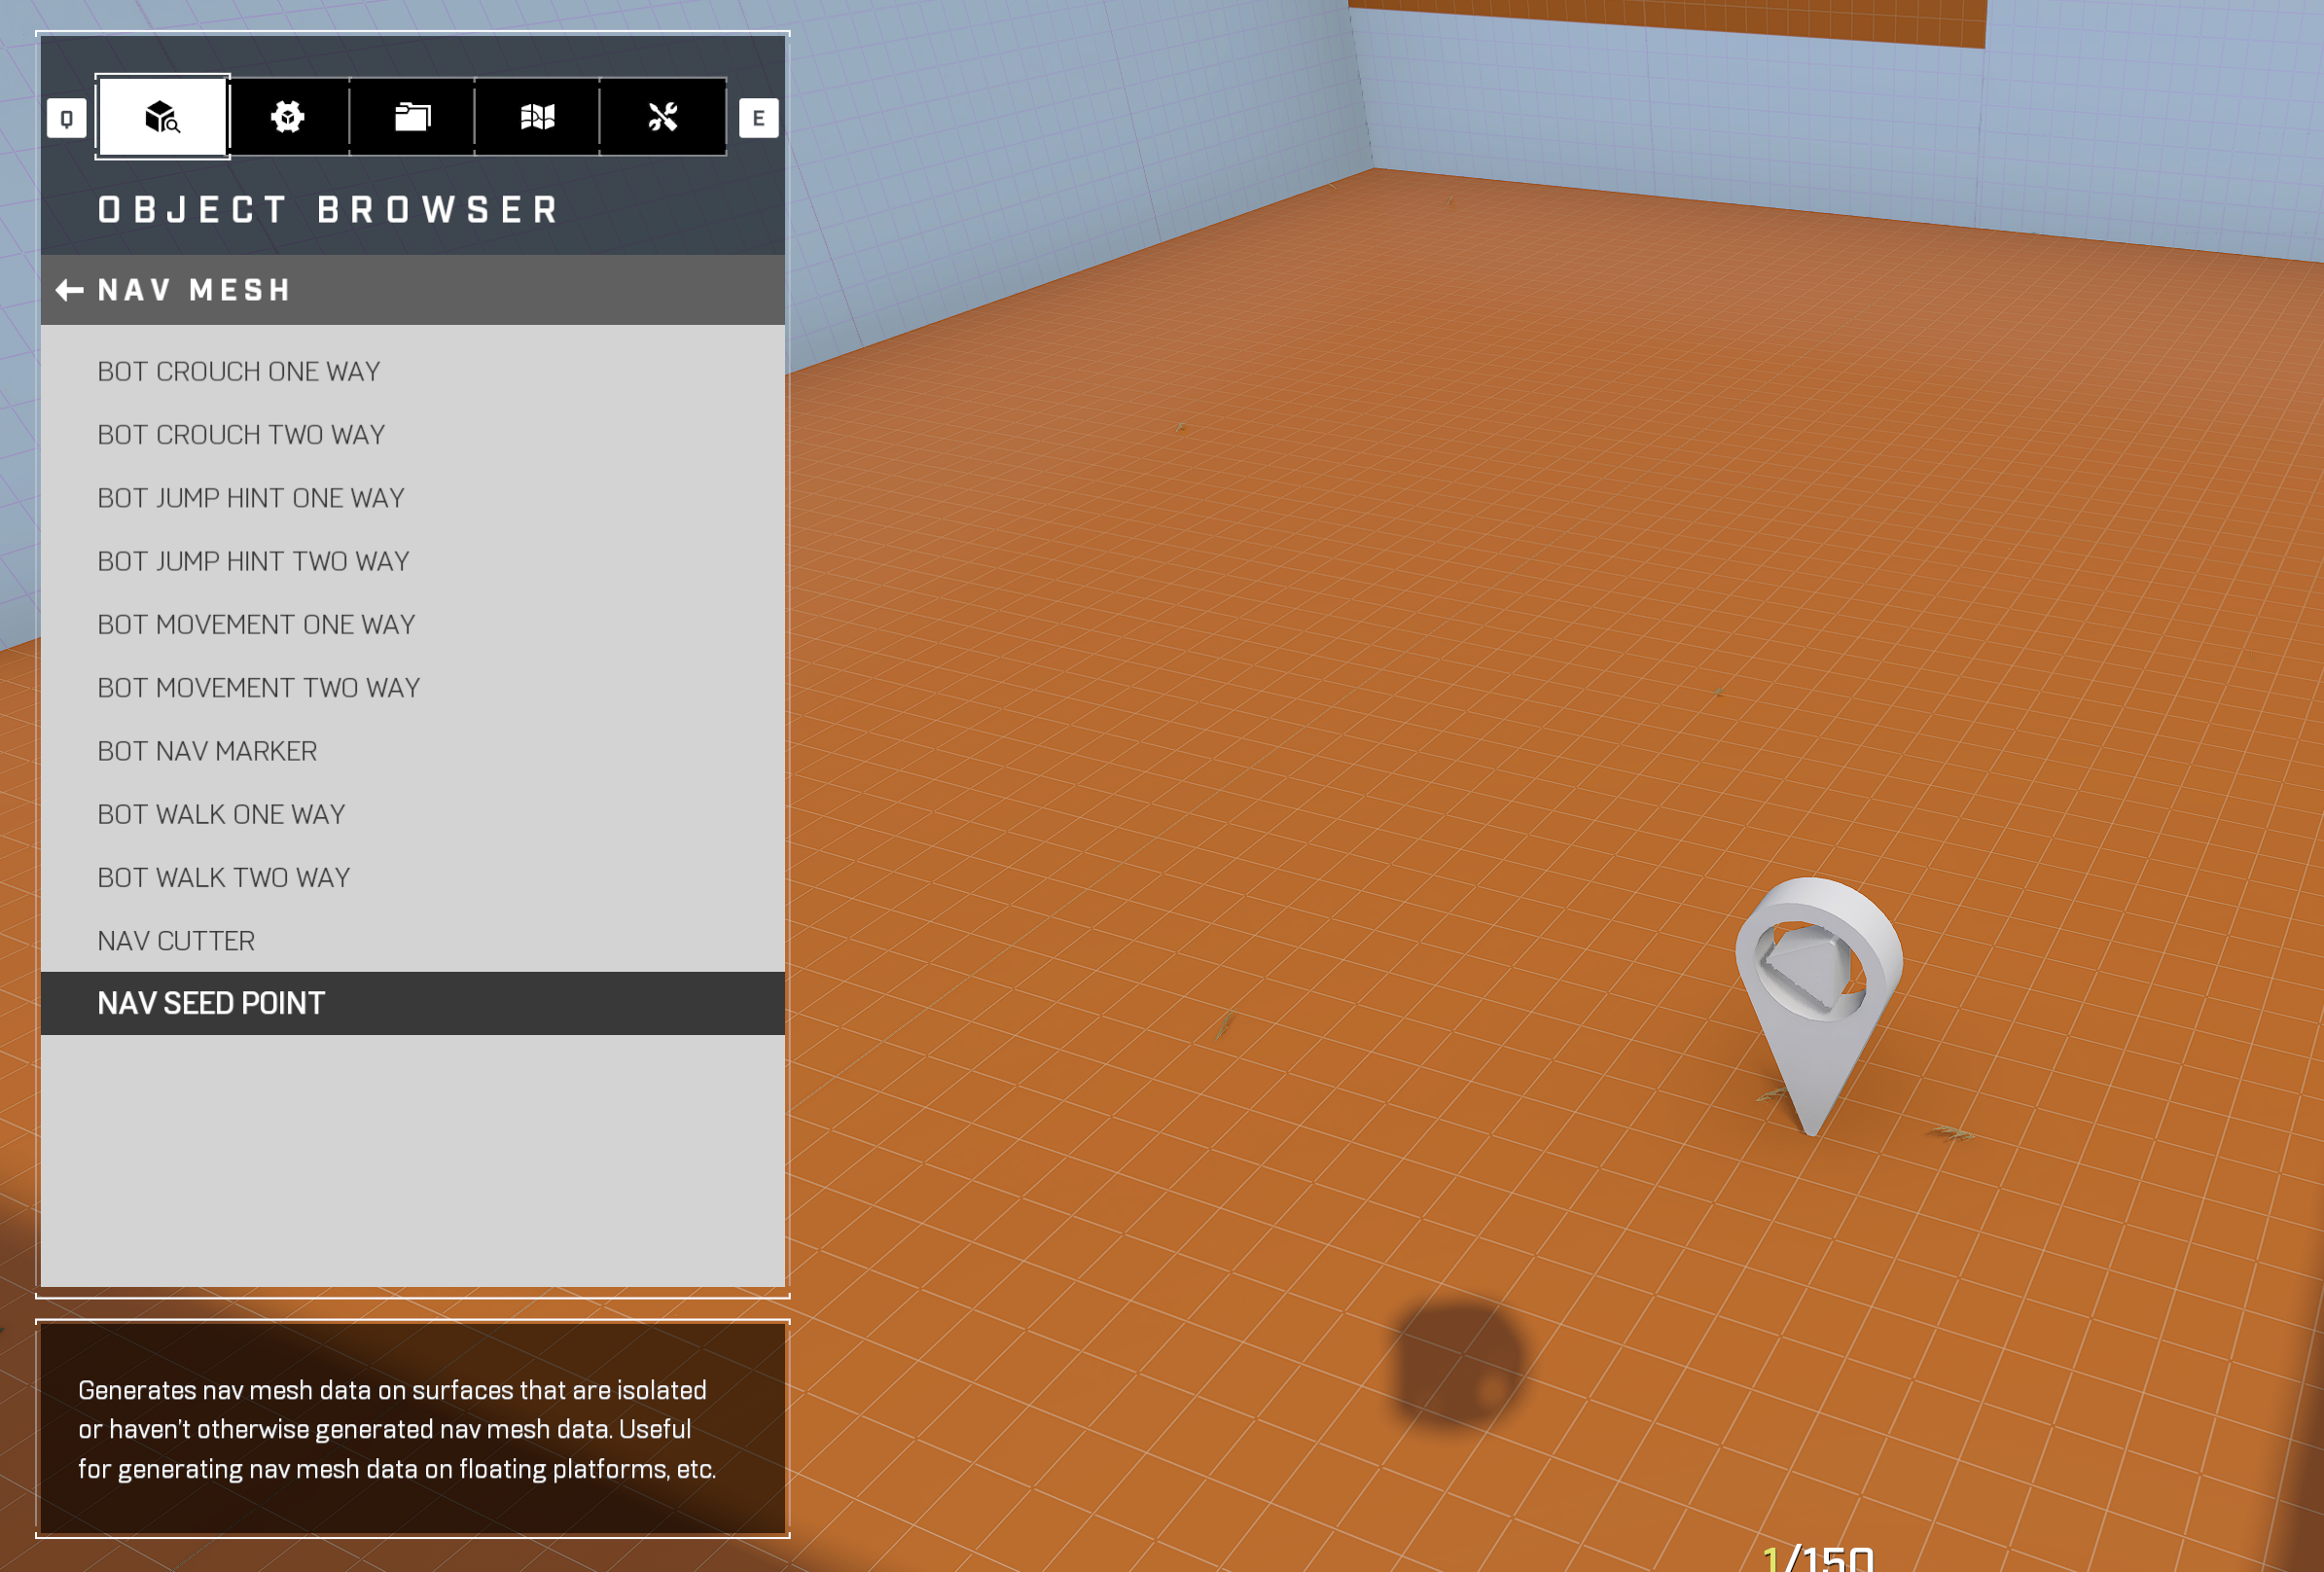 Q
E
OBJECT BROWSER
NAV MESH
BOT CROUCH ONE WAY
BOT CROUCH TWO WAY
BOT JUMP HINT ONE WAY
BOT JUMP HINT TWO WAY
BOT MOVEMENT ONE WAY
BOT MOVEMENT TWO WAY
BOT NAV MARKER
BOT WALK ONE WAY
BOT WALK TWO WAY
NAV CUTTER
NAV SEED POINT
Generates nav mesh data on surfaces that are isolated
or haven't otherwise generated nav mesh data. Useful
for generating nav mesh data on floating platforms, etc.
1/150